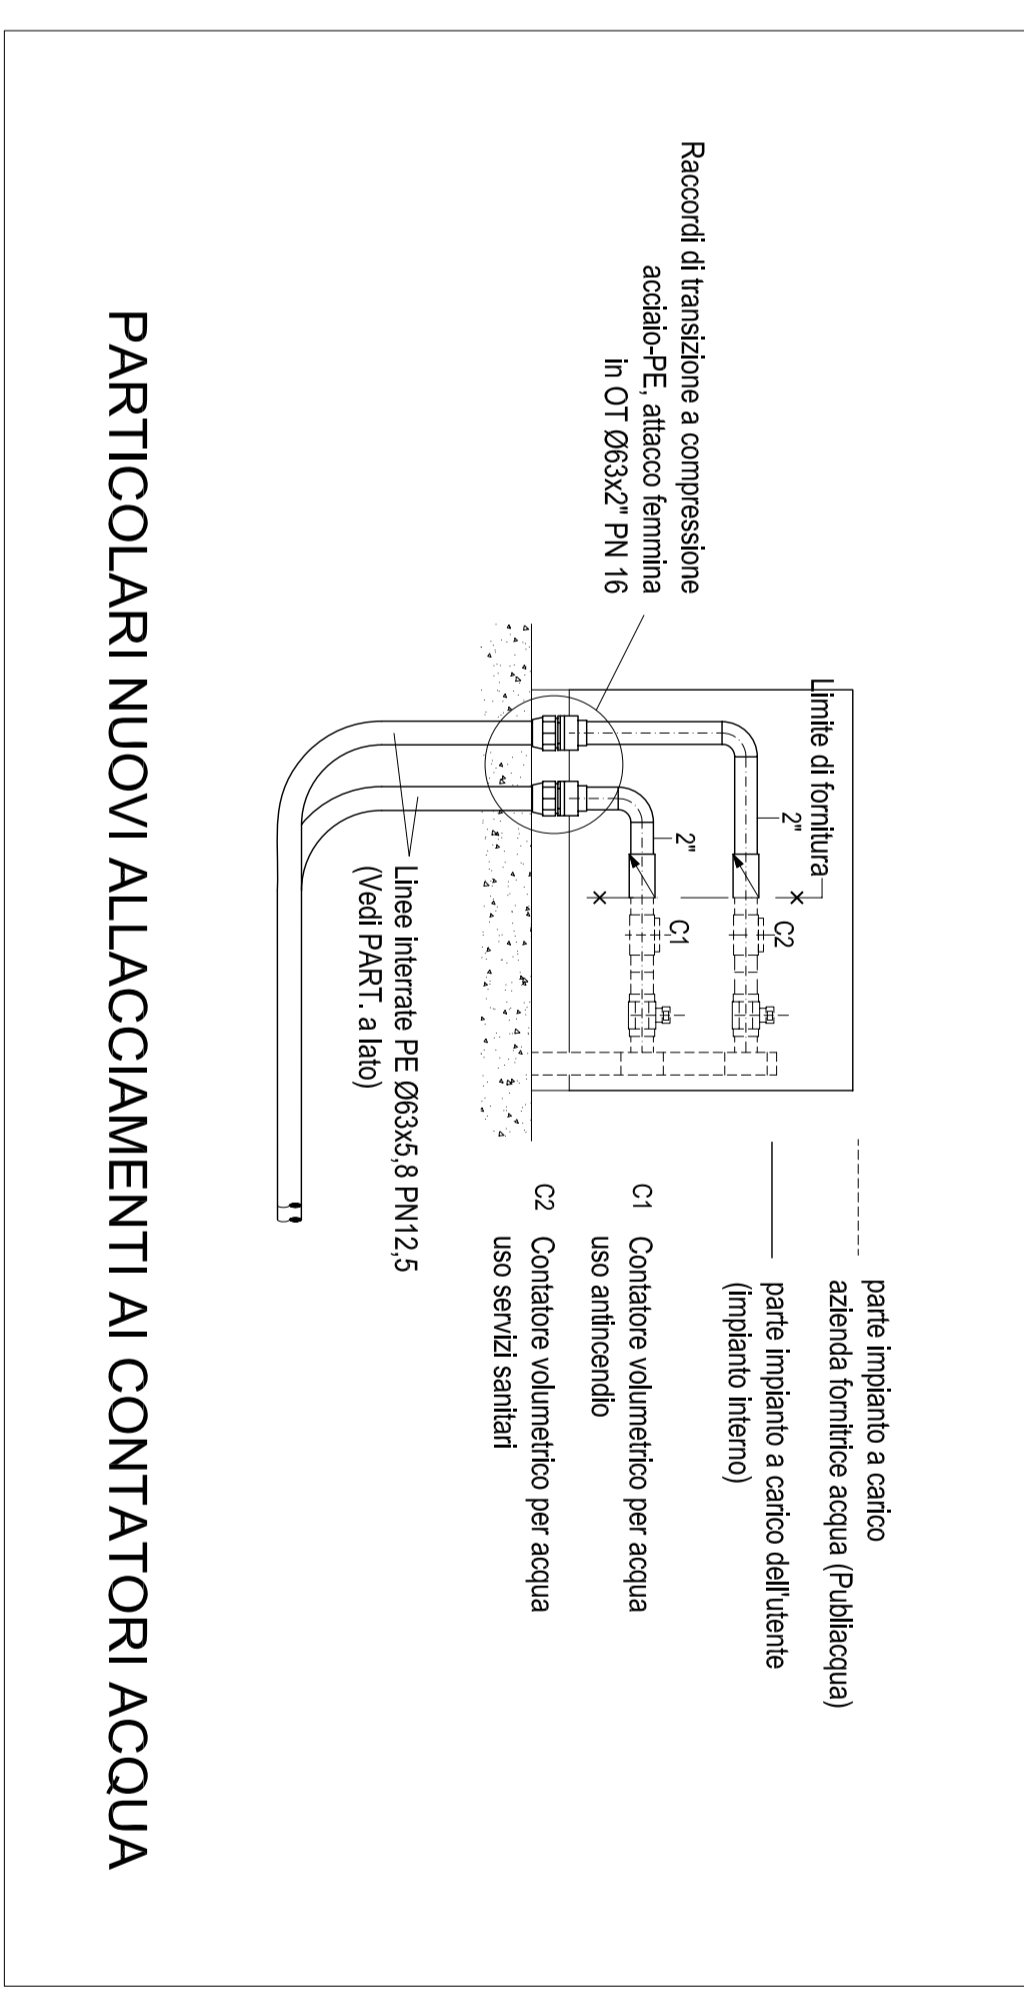 Raccordi di transizione a compressione
acciaio-PE, attacco femmina
in OT Ø63x2" PN 16
Limite di fornitura
2"
C2
2"
C1
parte impianto a carico
azienda fornitrice acqua (Publiacqua)
parte impianto a carico dell'utente
(impianto interno)
C1 Contatore volumetrico per acqua
uso antincendio
C2 Contatore volumetrico per acqua
uso servizi sanitari
Linee interrate PE Ø63x5,8 PN12,5
(Vedi PART. a lato)
PARTICOLARI NUOVI ALLACCIAMENTI AI CONTATORI ACQUA